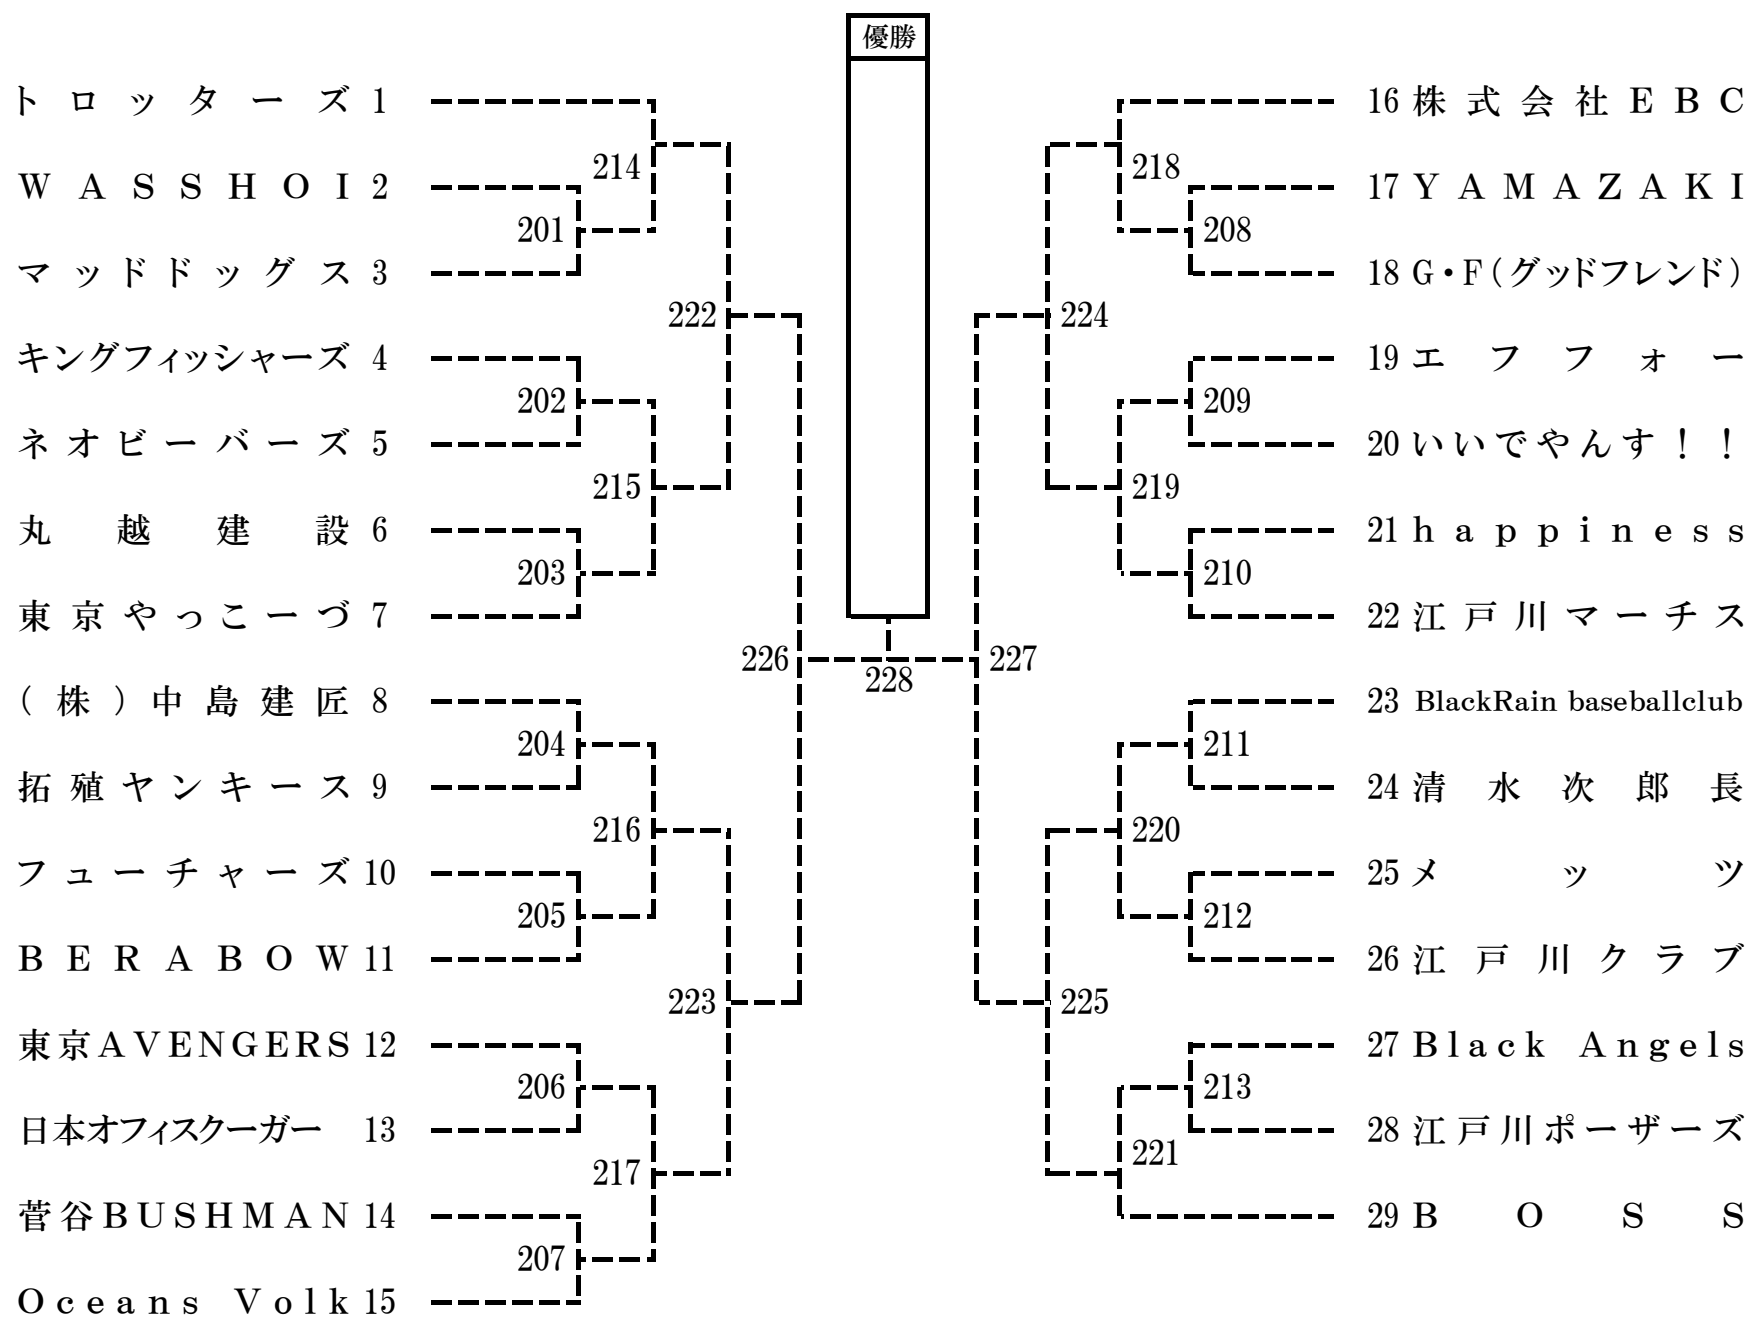 優勝
トロッターズ 1
WASSHOI 2
マッドドッグス 3
キングフィッシャーズ 4
ネオビーバーズ 5
丸越建設 6
東京やっこーづ 7
(株)中島建匠 8
拓殖ヤンキース 9
フューチャーズ 10
BERABOW 11
東京AVENGERS 12
日本オフィスクーガー 13
菅谷BUSHMAN 14
Oceans Volk 15
201
202
203
204
205
206
207
214
215
216
217
222
223
226
228
227
224
225
218
219
220
221
208
209
210
211
212
213
16 株式会社EBC
17 YAMAZAKI
18 G・F(グッドフレンド)
19 エフフォー
20 いいでやんす!!
21 happiness
22 江戸川マーチス
23 BlackRain baseballclub
24 清水次郎長
25 メッツ
26 江戸川クラブ
27 Black Angels
28 江戸川ポーザーズ
29 BOSS